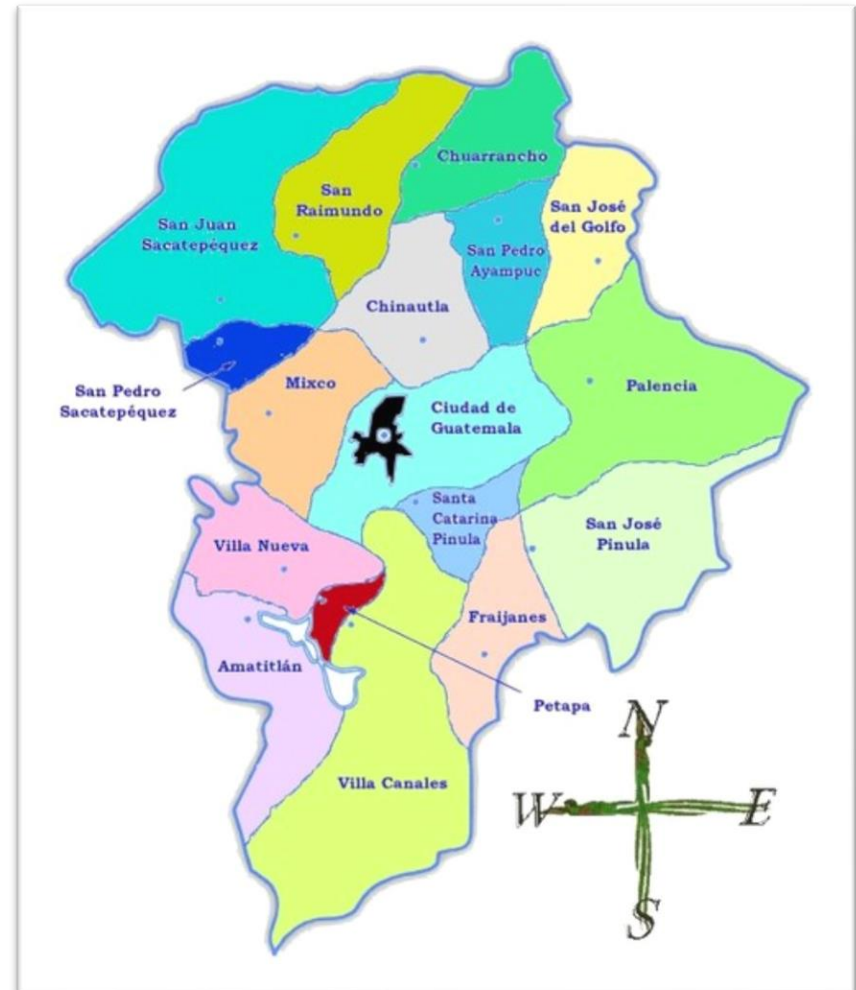 Chuarrancho
San
Raimundo
San José
del Golfo
San Juan
Sacatepéquez
San Pedro
Ayampuc
Chinautla
San Pedro
Sacatepéquez
Mixco
Palencia
Ciudad de
Guatemala
Santa
Catarina
Pinula
San José
Pinula
Villa Nueva
Fraijanes
Amatitlán
Petapa
Villa Canales
N
W
E
S